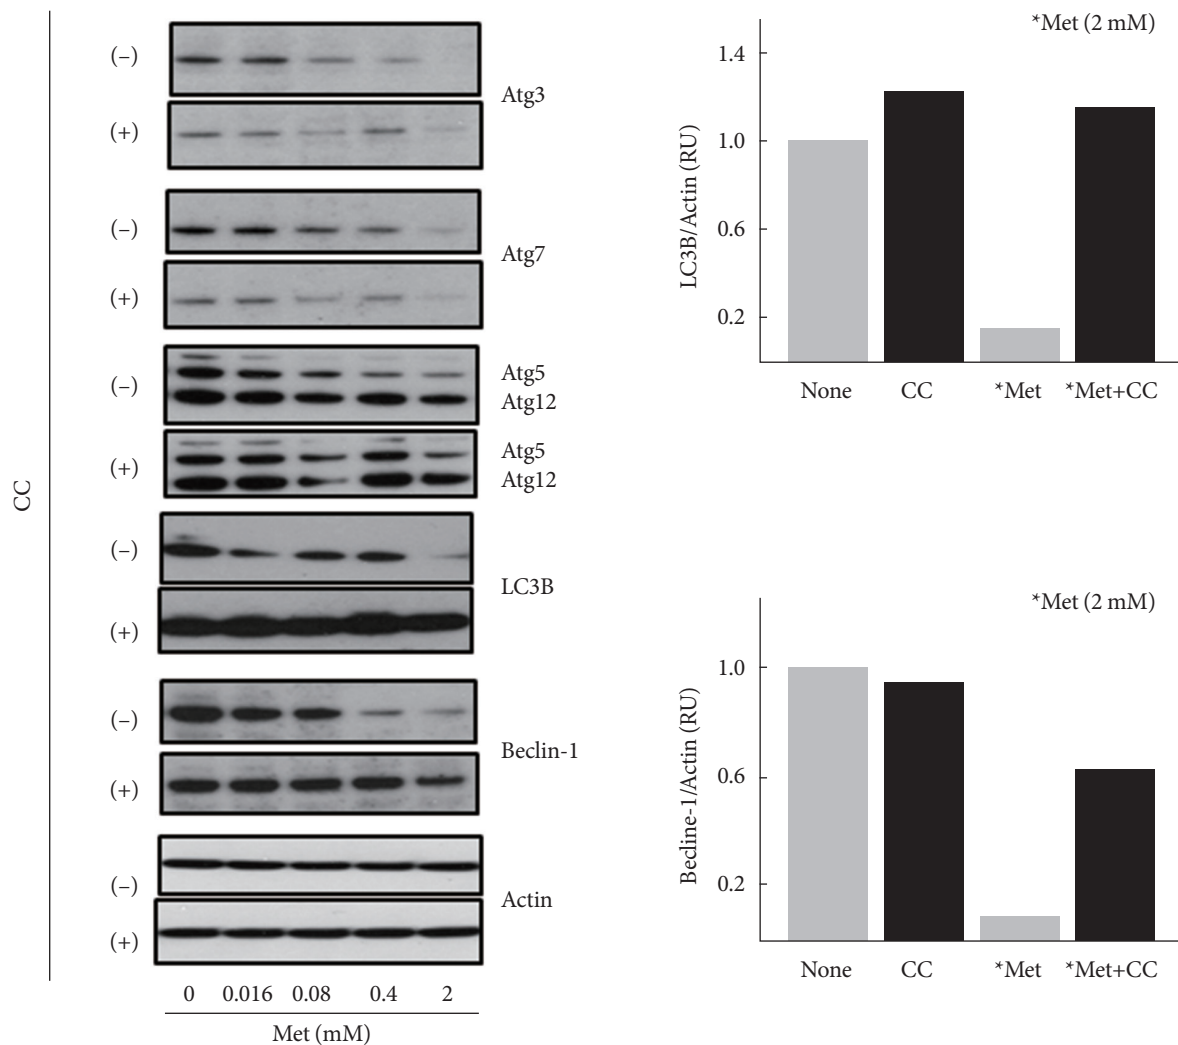 CC
(–)
(+)
Atg3
(–)
(+)
Atg7
(–)
Atg5
Atg12
(+)
Atg5
Atg12
(–)
(+)
LC3B
(–)
(+)
Beclin-1
(–)
(+)
Actin
0 0.016 0.08 0.4 2
Met (mM)
*Met (2 mM)
LC3B/Actin (RU)
1.4
1.0
0.6
0.2
None CC *Met *Met+CC
*Met (2 mM)
Becline-1/Actin (RU)
1.0
0.6
0.2
None CC *Met *Met+CC